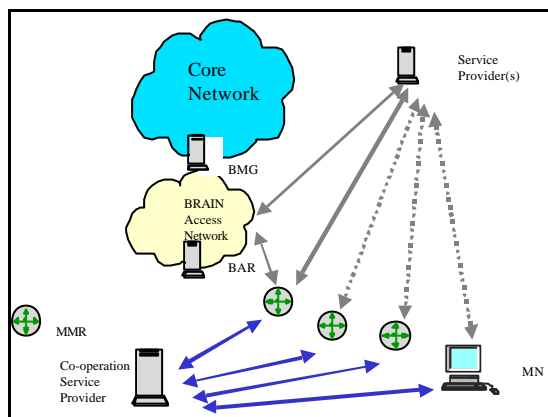 Core
Network
Service
Provider(s)
BMG
BRAIN
Access
Network
BAR
MMR
Co-operation
Service
Provider
MN